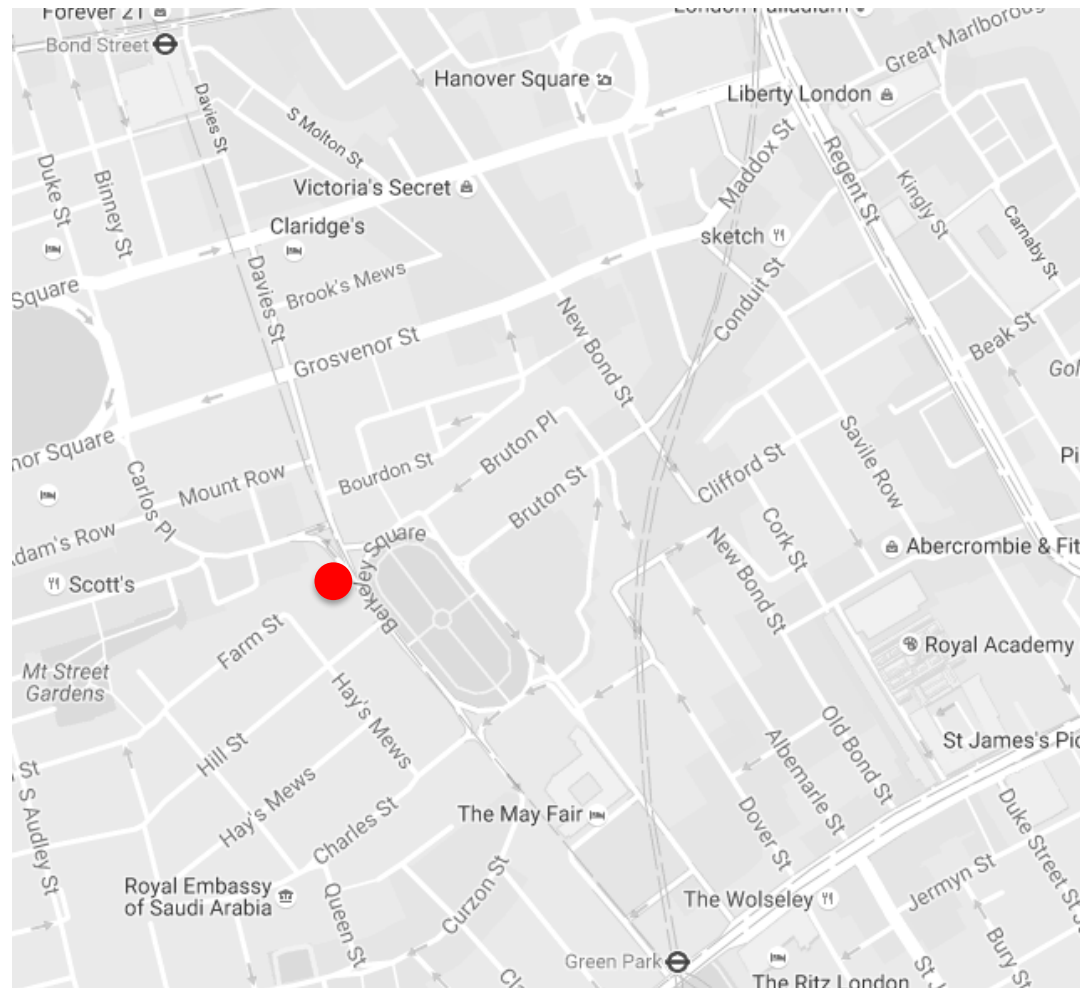 Forever 21
Bond Street
London Palladium
Great Marlboroug
Hanover Square
Liberty London
Davies St
S Molton St
Duke St
Binney St
Victoria's Secret
Maddox St
Regent St
Kingly St
Carnaby St
Claridge's
sketch
Square
Davies St
Brook's Mews
Conduit St
New Bond St
Grosvenor St
Beak St
Gol
nor Square
Carlos Pl
Mount Row
Bourdon St
Bruton Pl
Bruton St
Clifford St
Savile Row
Pi
dam's Row
Berkeley Square
Cork St
New Bond St
Abercrombie & Fit
Scott's
Farm St
Royal Academy
Mt Street
Gardens
Hay's Mews
Hill St
Old Bond St
St James's Pic
St
S Audley St
Hay's Mews
Charles St
The May Fair
Albemarle St
Dover St
Duke Street St J
Royal Embassy
of Saudi Arabia
Queen St
Curzon St
The Wolseley
Jermyn St
Bury St
Green Park
Cl
The Ritz London
St J